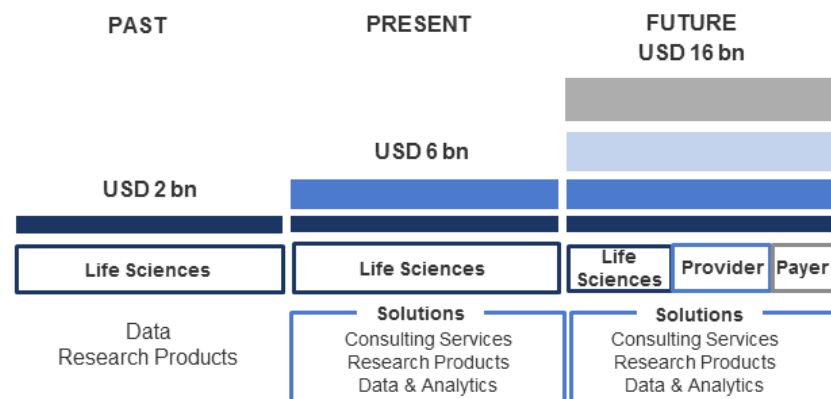 PAST
PRESENT
FUTURE
USD 16 bn
USD 6 bn
USD 2 bn
Life Sciences
Life Sciences
Life
Sciences
Provider
Payer
Data
Research Products
Solutions
Consulting Services
Research Products
Data & Analytics
Solutions
Consulting Services
Research Products
Data & Analytics